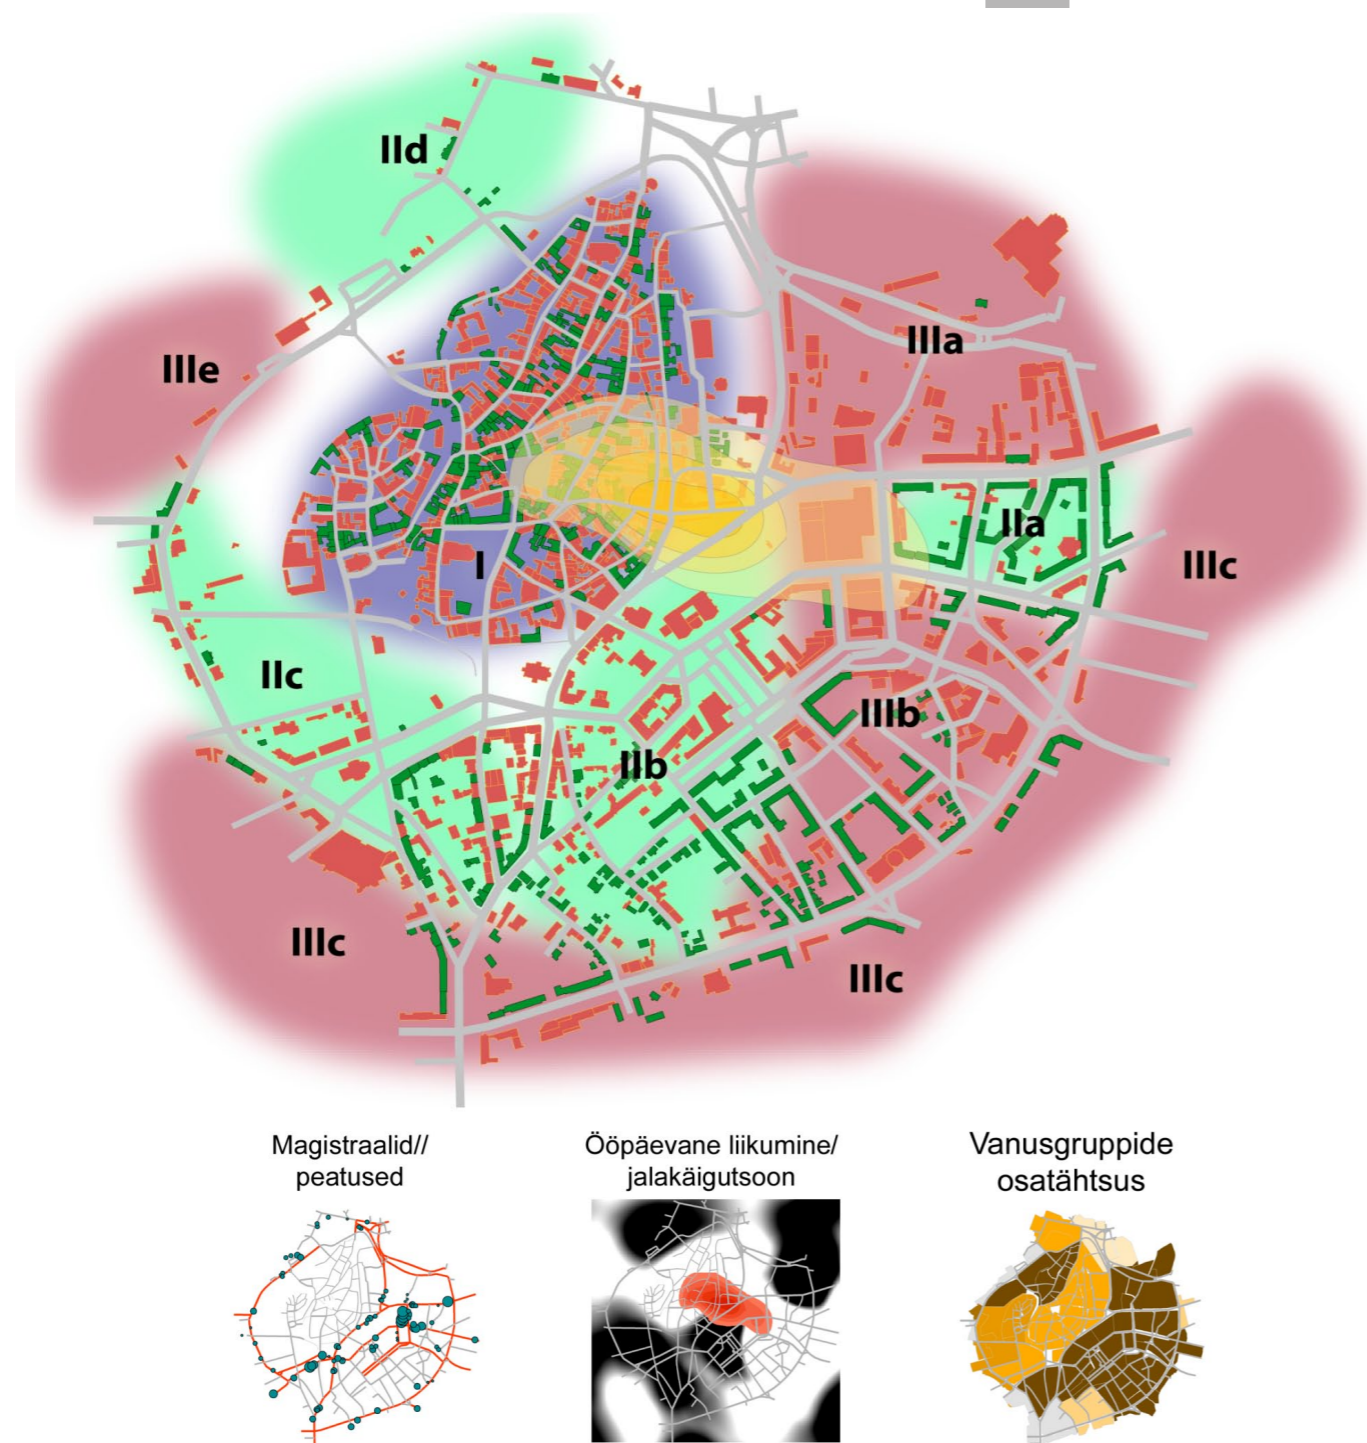 IId
IIIe
IIIa
IIa
IIIc
I
IIc
IIIb
IIb
IIIc
IIIc
Magistraalid//
peatused
Ööpäevane liikumine/
jalakäigutsoon
Vanusgruppide
osatähtsus